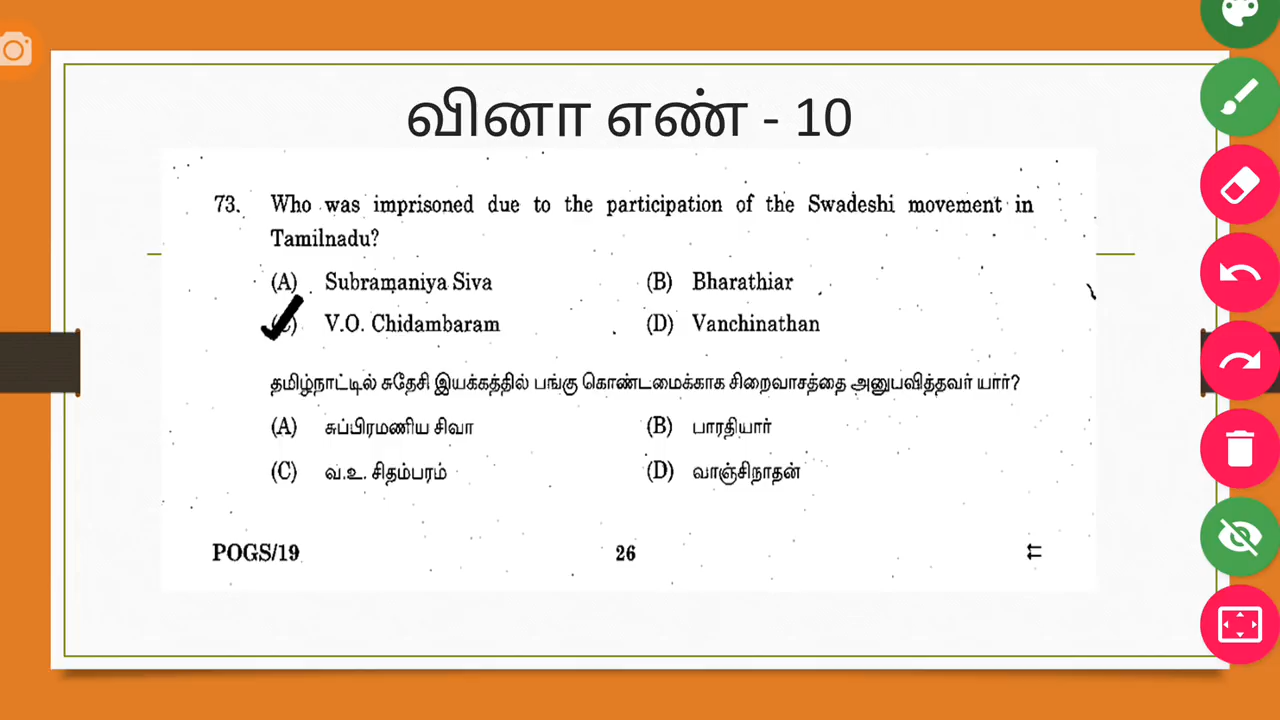 வினா எண் - 10
73. Who was imprisoned due to the participation of the Swadeshi movement in
Tamilnadu?
(A) Subramaniya Siva (B) Bharathiar
(C) V.O. Chidambaram (D) Vanchinathan
தமிழ்நாட்டில் சுதேசி இயக்கத்தில் பங்கு கொண்டமைக்காக சிறைவாசத்தை அனுபவித்தவர் யார்?
(A) சுப்பிரமணிய சிவா (B) பாரதியார்
(C) வ.உ. சிதம்பரம் (D) வாஞ்சிநாதன்
POGS/19 26